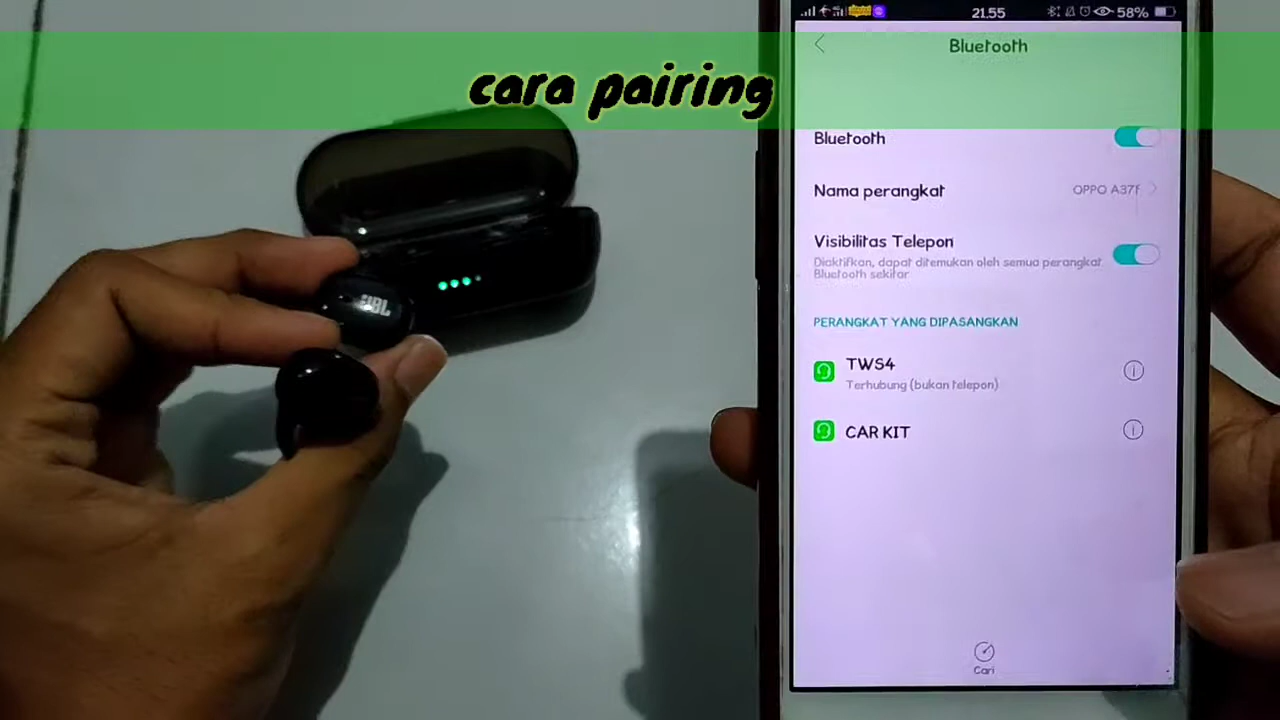 cara pairing
21.55
58%
Bluetooth
Bluetooth
Nama perangkat
OPPO A37f
Visibilitas Telepon
Diaktifkan, dapat ditemukan oleh semua perangkat
Bluetooth sekitar
PERANGKAT YANG DIPASANGKAN
TWS4
Terhubung (bukan telepon)
CAR KIT
Cari
JBL